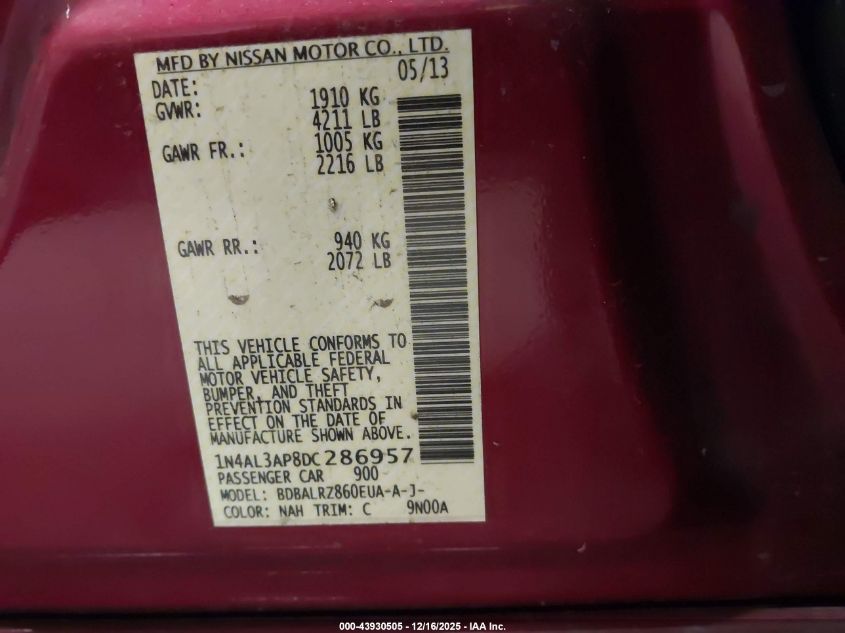 MFD BY NISSAN MOTOR CO., LTD.
DATE: 05/13
GVWR: 1910 KG
4211 LB
GAWR FR.: 1005 KG
2216 LB
GAWR RR.: 940 KG
2072 LB
THIS VEHICLE CONFORMS TO
ALL APPLICABLE FEDERAL
MOTOR VEHICLE SAFETY,
BUMPER, AND THEFT
PREVENTION STANDARDS IN
EFFECT ON THE DATE OF
MANUFACTURE SHOWN ABOVE.
1N4AL3AP8DC286957
PASSENGER CAR 900
MODEL: BDBALRZ860EUA-A-J-
COLOR: NAH TRIM: C 9N00A
000-43930505 - 12/16/2025 - IAA Inc.